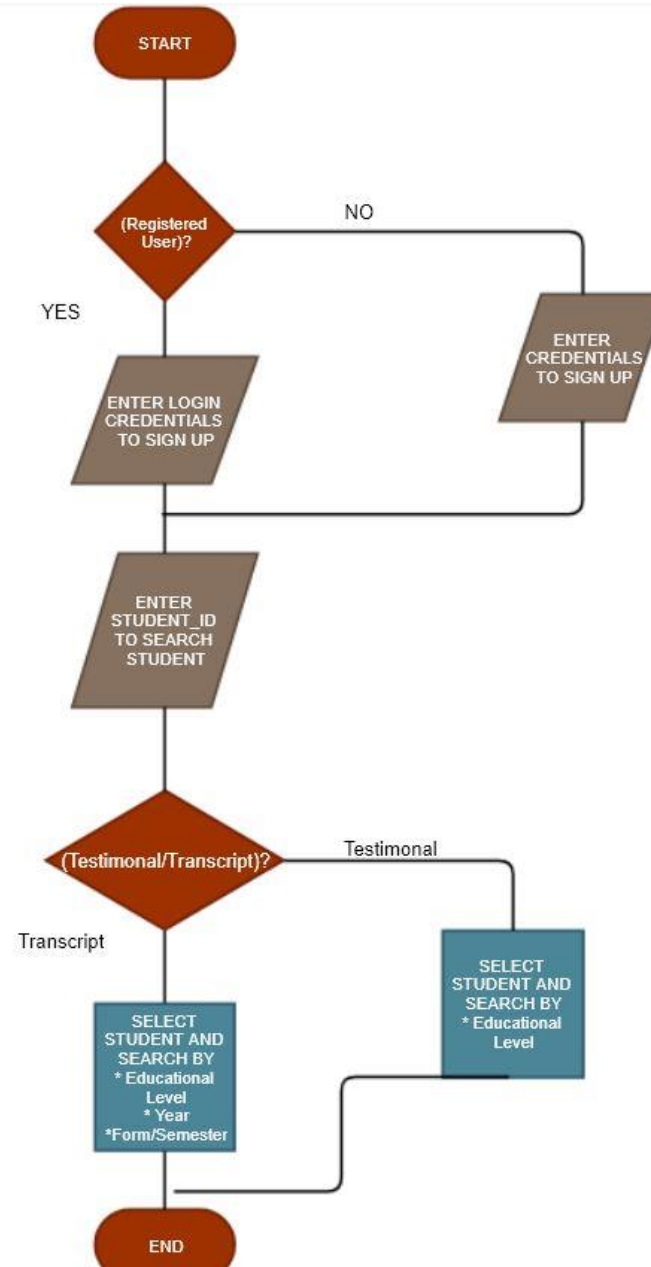 START
(Registered
User)?
NO
YES
ENTER
CREDENTIALS
TO SIGN UP
ENTER LOGIN
CREDENTIALS
TO SIGN UP
ENTER
STUDENT_ID
TO SEARCH
STUDENT
(Testimonal/Transcript)?
Testimonal
Transcript
SELECT
STUDENT AND
SEARCH BY
* Educational
Level
SELECT
STUDENT AND
SEARCH BY
* Educational
Level
* Year
*Form/Semester
END